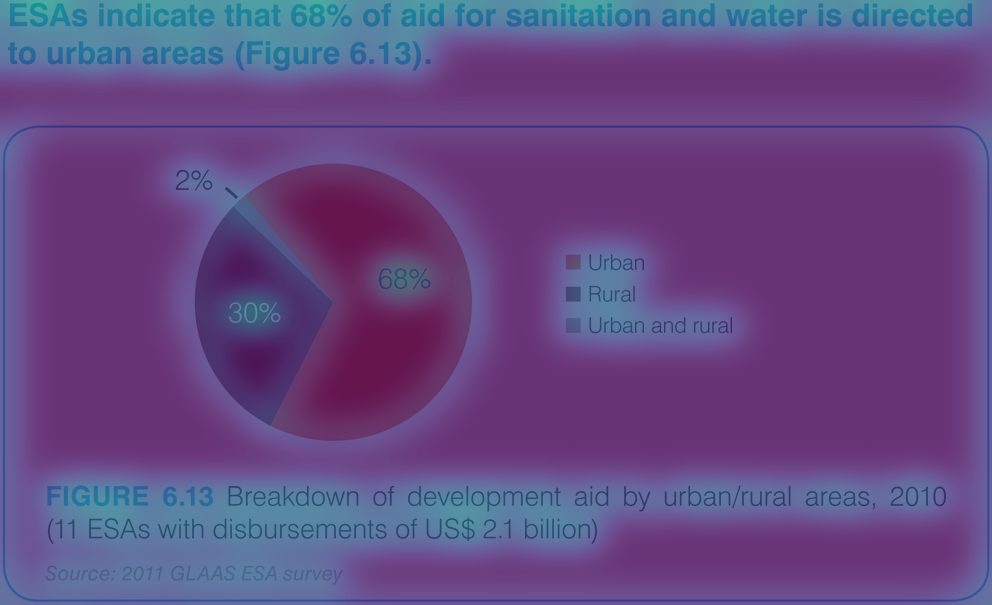 ESAs indicate that 68% of aid for sanitation and water is directed
to urban areas (Figure 6.13).
2%
68%
30%
Urban
Rural
Urban and rural
FIGURE 6.13 Breakdown of development aid by urban/rural areas, 2010
(11 ESAs with disbursements of US$ 2.1 billion)
Source: 2011 GLAAS ESA survey